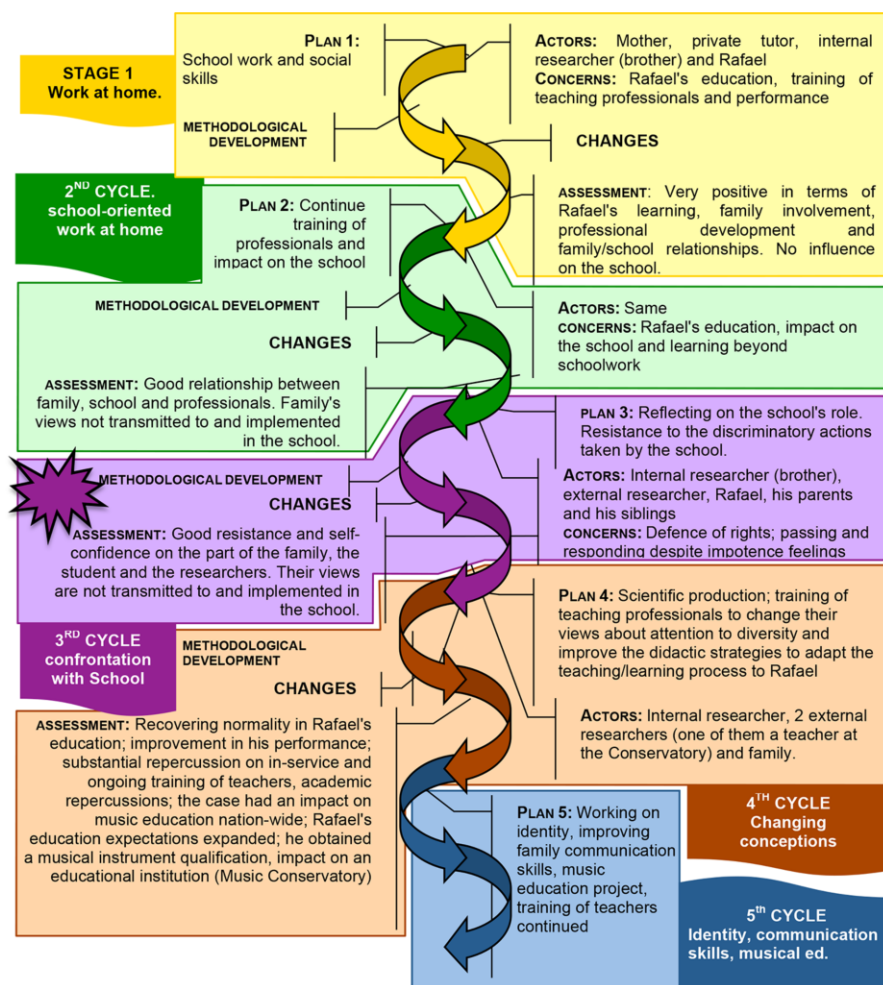 STAGE 1
Work at home.
PLAN 1:
School work and social
skills
ACTORS: Mother, private tutor, internal
researcher (brother) and Rafael
CONCERNS: Rafael's education, training of
teaching professionals and performance
METHODOLOGICAL
DEVELOPMENT
CHANGES
ASSESSMENT: Very positive in terms of
Rafael's learning, family involvement,
professional development and
family/school relationships. No influence
on the school.
2ND CYCLE.
school-oriented
work at home
PLAN 2: Continue
training of
professionals and
impact on the school
METHODOLOGICAL DEVELOPMENT
CHANGES
ACTORS: Same
CONCERNS: Rafael's education, impact on
the school and learning beyond
schoolwork
ASSESSMENT: Good relationship between
family, school and professionals. Family's
views not transmitted to and implemented
in the school.
PLAN 3: Reflecting on the school's role.
Resistance to the discriminatory actions
taken by the school.
METHODOLOGICAL DEVELOPMENT
CHANGES
ACTORS: Internal researcher (brother),
external researcher, Rafael, his parents
and his siblings
CONCERNS: Defence of rights; passing and
responding despite impotence feelings
ASSESSMENT: Good resistance and self-
confidence on the part of the family, the
student and the researchers. Their views
are not transmitted to and implemented in
the school.
3RD CYCLE
confrontation
with School
PLAN 4: Scientific production; training of
teaching professionals to change their
views about attention to diversity and
improve the didactic strategies to adapt the
teaching/learning process to Rafael
METHODOLOGICAL
DEVELOPMENT
CHANGES
ACTORS: Internal researcher, 2 external
researchers (one of them a teacher at
the Conservatory) and family.
ASSESSMENT: Recovering normality in Rafael's
education; improvement in his performance;
substantial repercussion on in-service and
ongoing training of teachers, academic
repercussions; the case had an impact on
music education nation-wide; Rafael's
education expectations expanded; he obtained
a musical instrument qualification, impact on an
educational institution (Music Conservatory)
4TH CYCLE
Changing
conceptions
PLAN 5: Working on
identity, improving
family communication
skills, music
education project,
training of teachers
continued
5th CYCLE
Identity, communication
skills, musical ed.